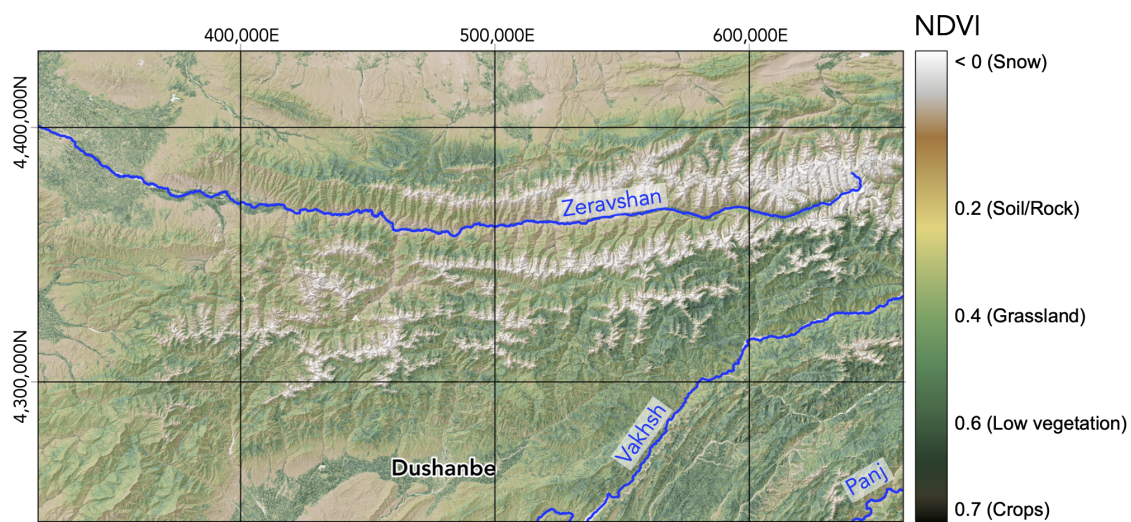 NDVI
400,000E
500,000E
600,000E
< 0 (Snow)
4,400,000N
Zeravshan
0.2 (Soil/Rock)
0.4 (Grassland)
4,300,000N
Vakhsh
0.6 (Low vegetation)
Dushanbe
Panj
0.7 (Crops)